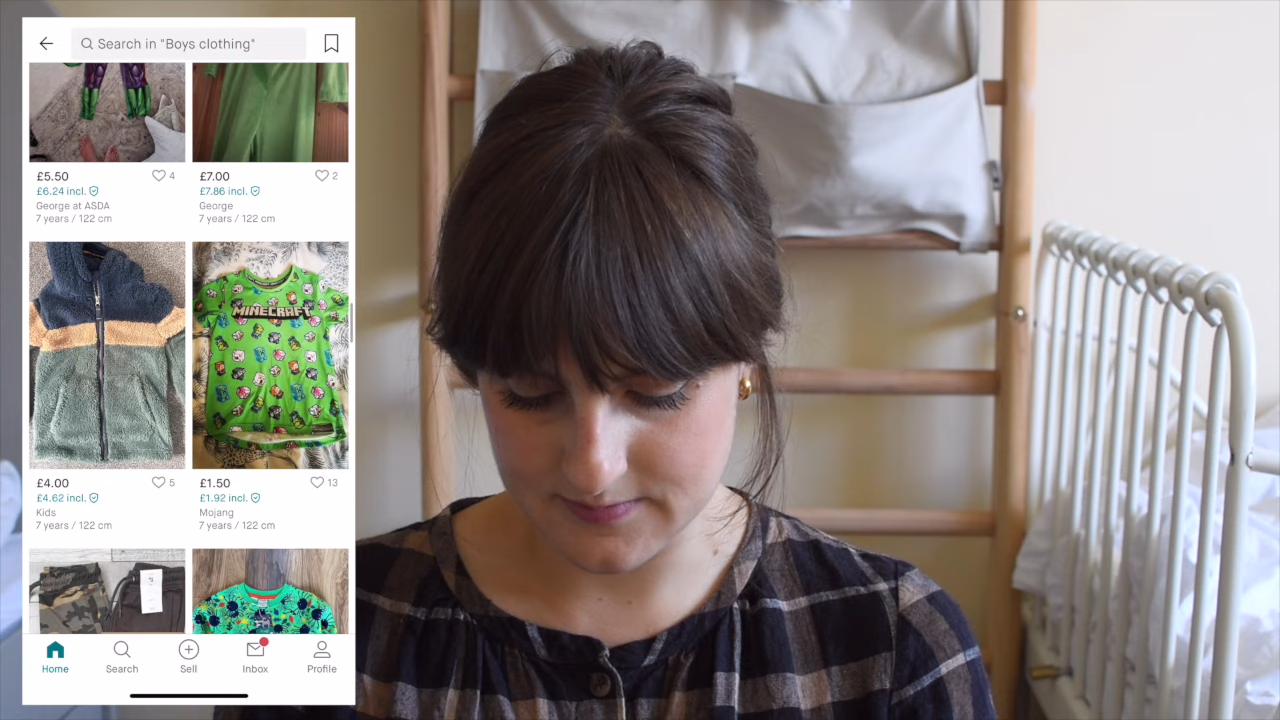 Search in "Boys clothing"
£5.50
4
£6.24 incl.
George at ASDA
7 years / 122 cm
£7.00
2
£7.86 incl.
George
7 years / 122 cm
MINECRAFT
£4.00
5
£4.62 incl.
Kids
7 years / 122 cm
£1.50
13
£1.92 incl.
Mojang
7 years / 122 cm
Home
Search
Sell
Inbox
Profile